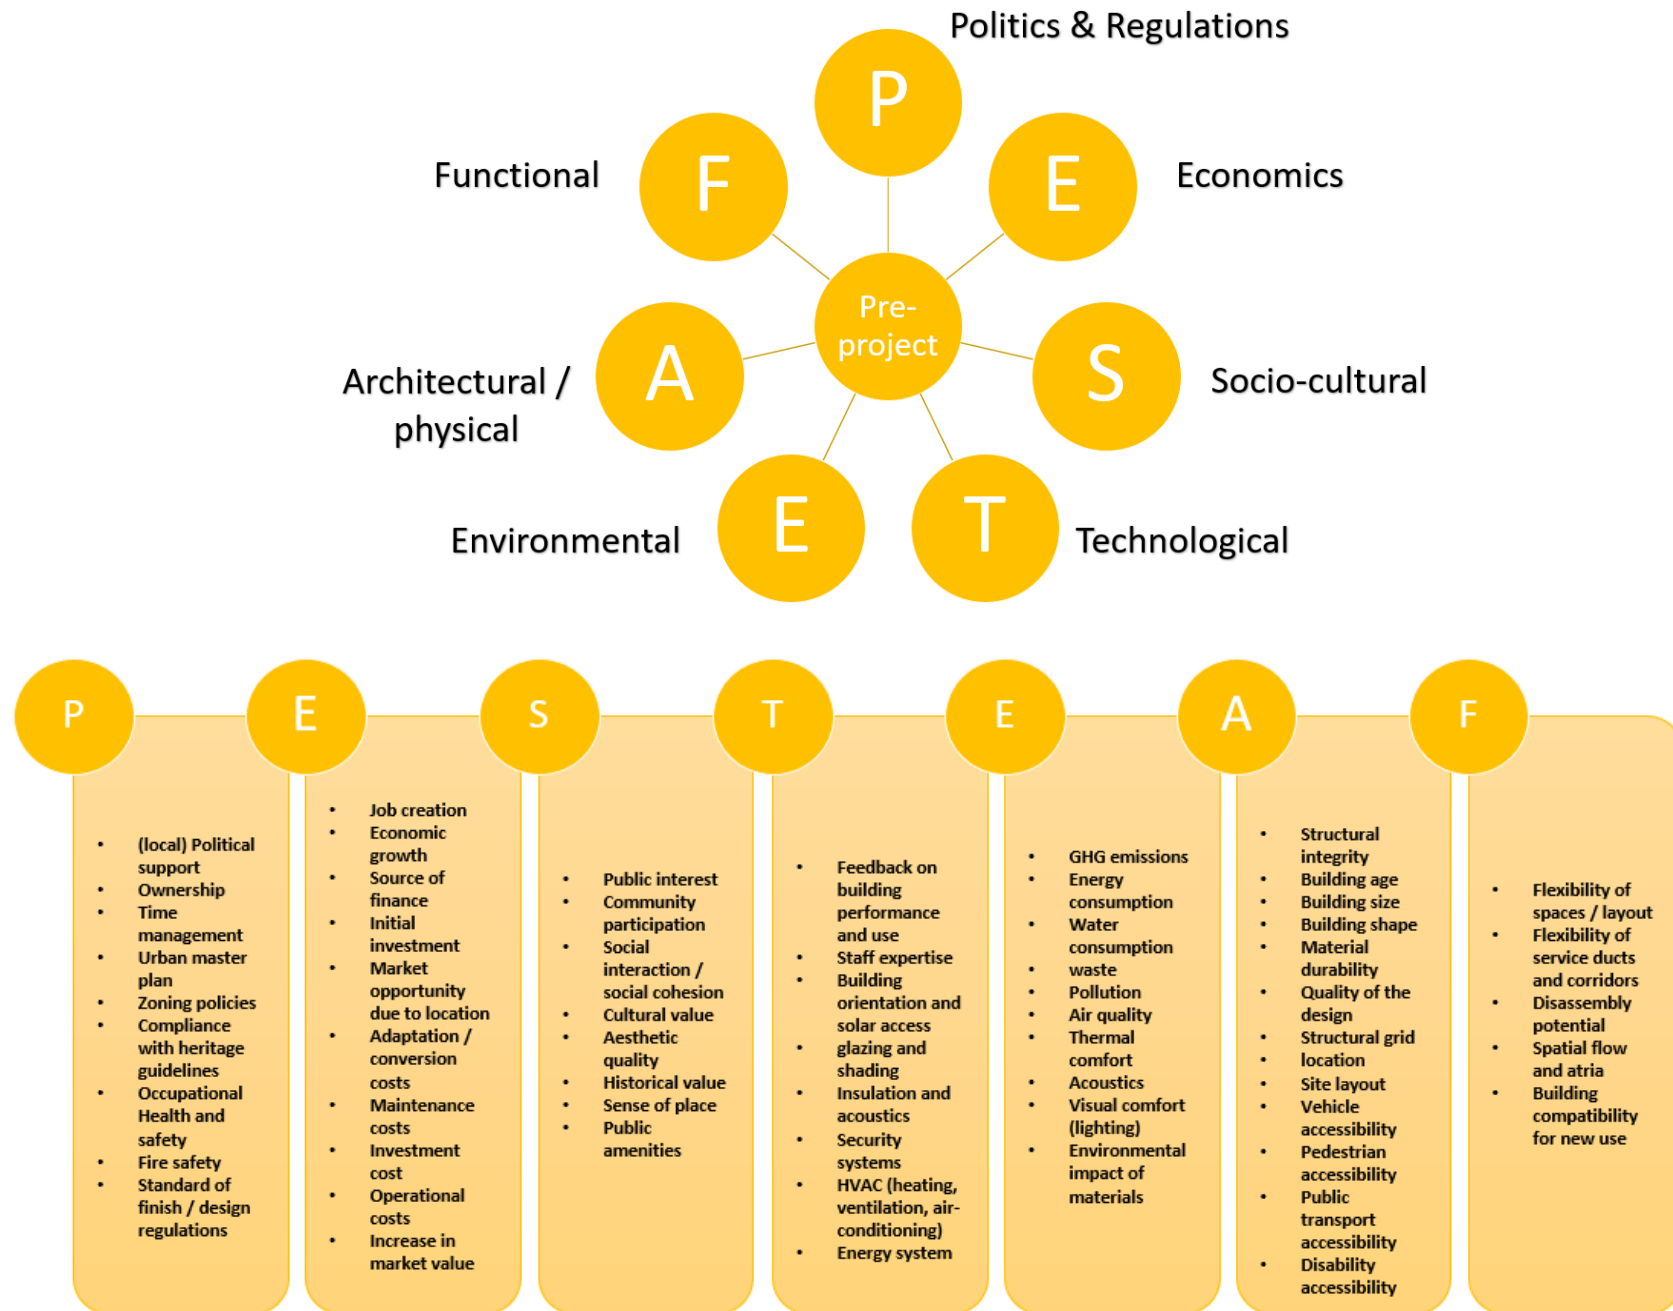 Politics & Regulations
P
F
E
Functional
Economics
Pre-
project
A
S
Architectural /
physical
Socio-cultural
E
T
Environmental
Technological
P
E
S
T
E
A
F
• (local) Political
support
• Ownership
• Time
management
• Urban master
plan
• Zoning policies
• Compliance
with heritage
guidelines
• Occupational
Health and
safety
• Fire safety
• Standard of
finish / design
regulations
• Job creation
• Economic
growth
• Source of
finance
• Initial
investment
• Market
opportunity
due to location
• Adaptation /
conversion
costs
• Maintenance
costs
• Investment
cost
• Operational
costs
• Increase in
market value
• Public interest
• Community
participation
• Social
interaction /
social cohesion
• Cultural value
• Aesthetic
quality
• Historical value
• Sense of place
• Public
amenities
• Feedback on
building
performance
and use
• Staff expertise
• Building
orientation and
solar access
• glazing and
shading
• Insulation and
acoustics
• Security
systems
• HVAC (heating,
ventilation, air-
conditioning)
• Energy system
• GHG emissions
• Energy
consumption
• Water
consumption
• waste
• Pollution
• Air quality
• Thermal
comfort
• Acoustics
• Visual comfort
(lighting)
• Environmental
impact of
materials
• Structural
integrity
• Building age
• Building size
• Building shape
• Material
durability
• Quality of the
design
• Structural grid
• location
• Site layout
• Vehicle
accessibility
• Pedestrian
accessibility
• Public
transport
accessibility
• Disability
accessibility
• Flexibility of
spaces / layout
• Flexibility of
service ducts
and corridors
• Disassembly
potential
• Spatial flow
and atria
• Building
compatibility
for new use